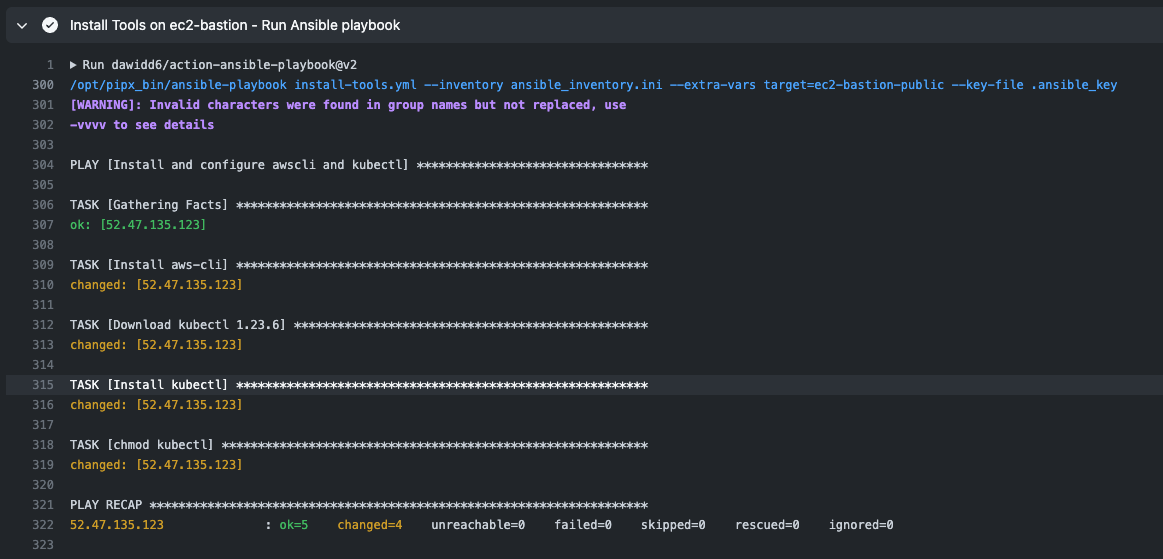 Install Tools on ec2-bastion - Run Ansible playbook
1 ▶ Run dawidd6/action-ansible-playbook@v2
300 /opt/pipx_bin/ansible-playbook install-tools.yml --inventory ansible_inventory.ini --extra-vars target=ec2-bastion-public --key-file .ansible_key
301 [WARNING]: Invalid characters were found in group names but not replaced, use
302 -vvvv to see details
303
304 PLAY [Install and configure awscli and kubectl] ********************************
305
306 TASK [Gathering Facts] *********************************************************
307 ok: [52.47.135.123]
308
309 TASK [Install aws-cli] *********************************************************
310 changed: [52.47.135.123]
311
312 TASK [Download kubectl 1.23.6] *************************************************
313 changed: [52.47.135.123]
314
315 TASK [Install kubectl] *********************************************************
316 changed: [52.47.135.123]
317
318 TASK [chmod kubectl] ***********************************************************
319 changed: [52.47.135.123]
320
321 PLAY RECAP *********************************************************************
322 52.47.135.123 : ok=5 changed=4 unreachable=0 failed=0 skipped=0 rescued=0 ignored=0
323